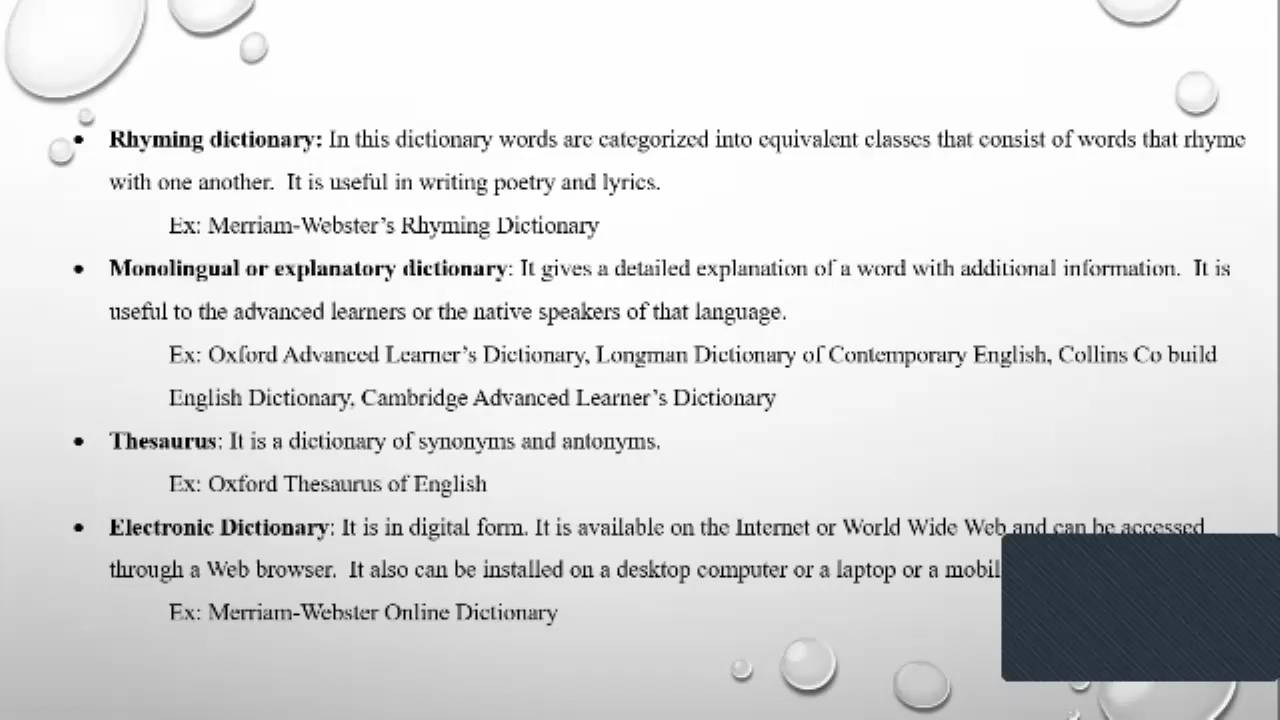 • Rhyming dictionary: In this dictionary words are categorized into equivalent classes that consist of words that rhyme
with one another. It is useful in writing poetry and lyrics.
Ex: Merriam-Webster's Rhyming Dictionary
• Monolingual or explanatory dictionary: It gives a detailed explanation of a word with additional information. It is
useful to the advanced learners or the native speakers of that language.
Ex: Oxford Advanced Learner's Dictionary, Longman Dictionary of Contemporary English, Collins Co build
English Dictionary, Cambridge Advanced Learner's Dictionary
• Thesaurus: It is a dictionary of synonyms and antonyms.
Ex: Oxford Thesaurus of English
• Electronic Dictionary: It is in digital form. It is available on the Internet or World Wide Web and can be accessed
through a Web browser. It also can be installed on a desktop computer or a laptop or a
Ex: Merriam-Webster Online Dictionary